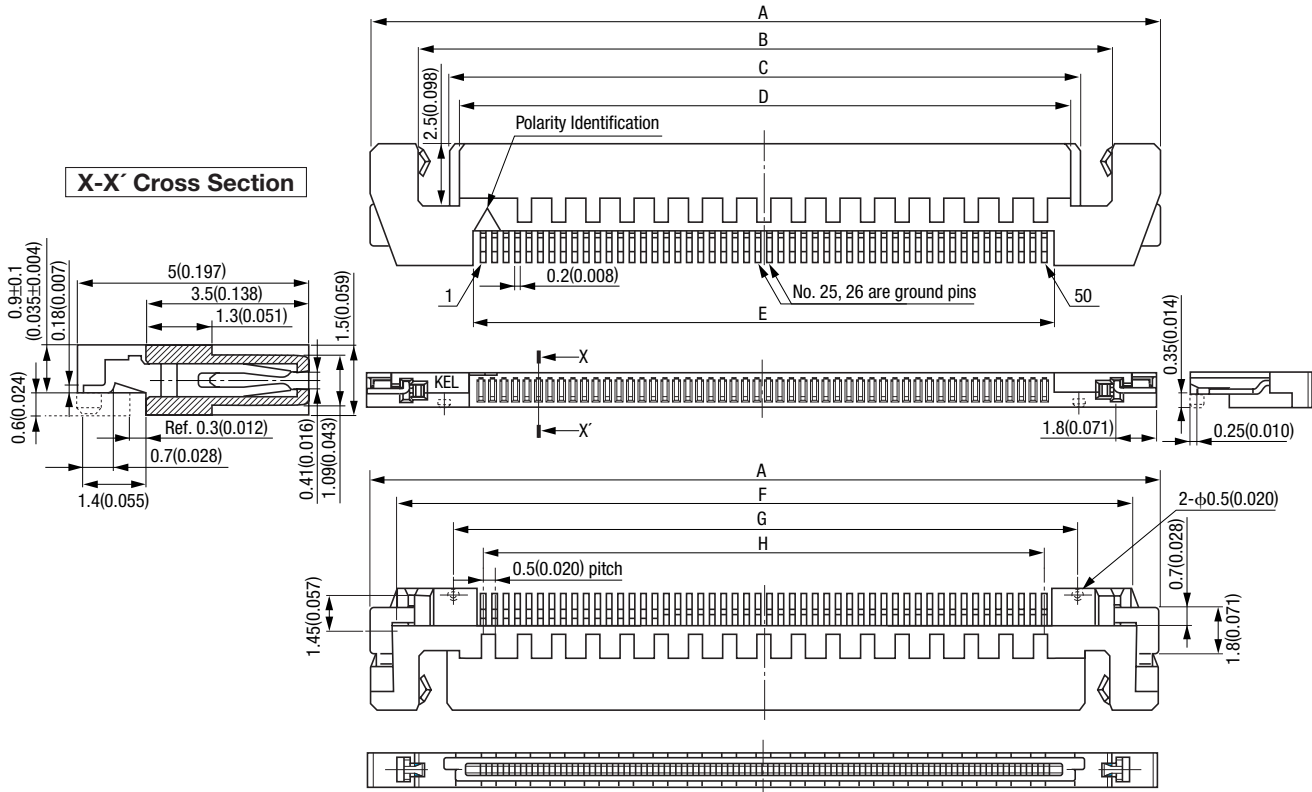 A
B
C
D
2.5(0.098)
Polarity Identification
X-X´ Cross Section
0.9±0.1
(0.035±0.004)
0.18(0.007)
5(0.197)
3.5(0.138)
1.3(0.051)
1.5(0.059)
1
0.2(0.008)
No. 25, 26 are ground pins
50
E
X
KEL
X´
0.35(0.014)
0.6(0.024)
Ref. 0.3(0.012)
0.7(0.028)
1.4(0.055)
0.41(0.016)
1.09(0.043)
1.8(0.071)
0.25(0.010)
A
F
G
H
2-ϕ0.5(0.020)
0.5(0.020) pitch
1.45(0.057)
0.7(0.028)
1.8(0.071)